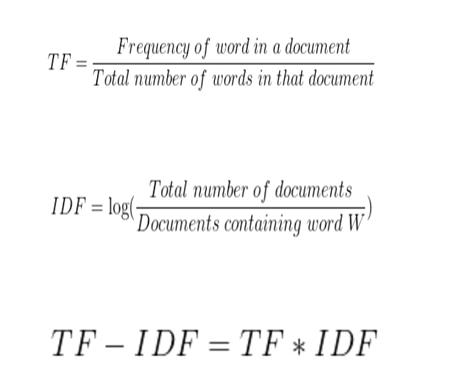 TF = Frequency of word in a document / Total number of words in that document
IDF = log(Total number of documents / Documents containing word W)
TF − IDF = TF * IDF